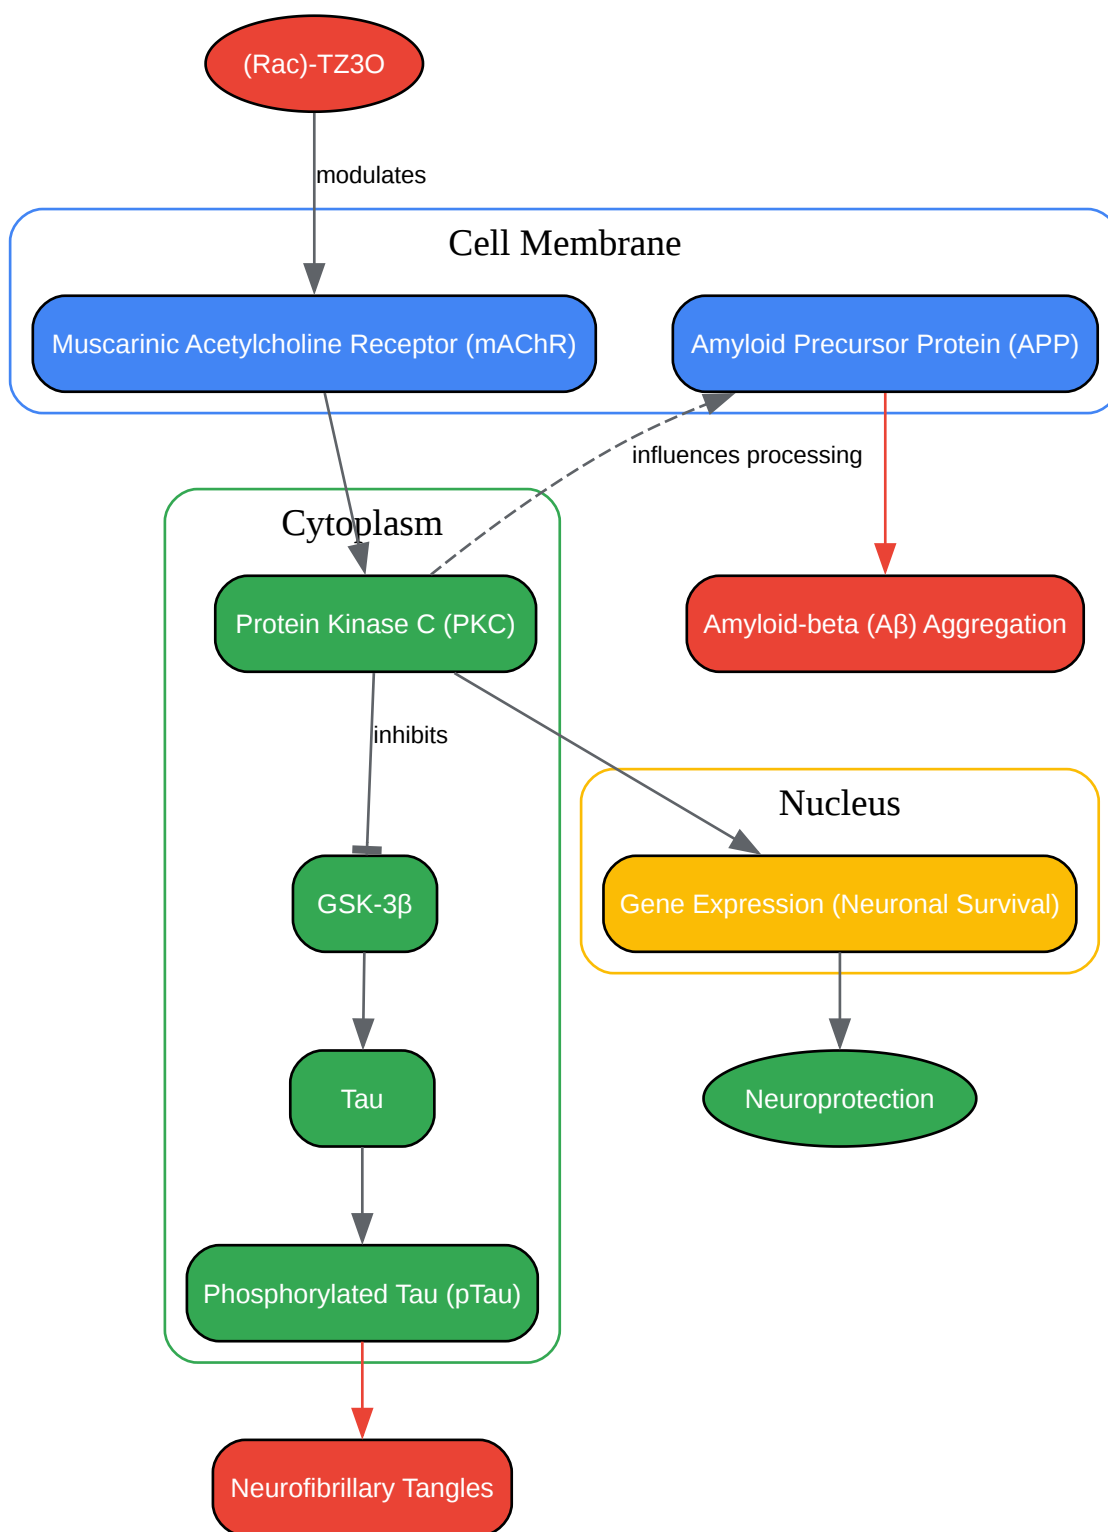 (Rac)-TZ3O
modulates
Cell Membrane
Muscarinic Acetylcholine Receptor (mAChR)
Amyloid Precursor Protein (APP)
influences processing
Cytoplasm
Protein Kinase C (PKC)
Amyloid-beta (Aβ) Aggregation
inhibits
Nucleus
GSK-3β
Gene Expression (Neuronal Survival)
Tau
Neuroprotection
Phosphorylated Tau (pTau)
Neurofibrillary Tangles